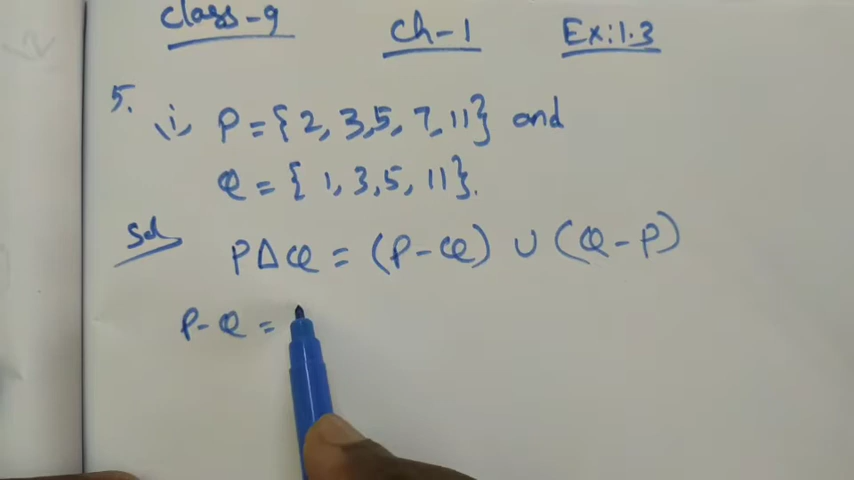 Class-9 Ch-1 Ex:1.3
5. i, P = {2, 3, 5, 7, 11} and
Q = {1, 3, 5, 11}.
Sol P Δ Q = (P - Q) ∪ (Q - P)
P - Q =